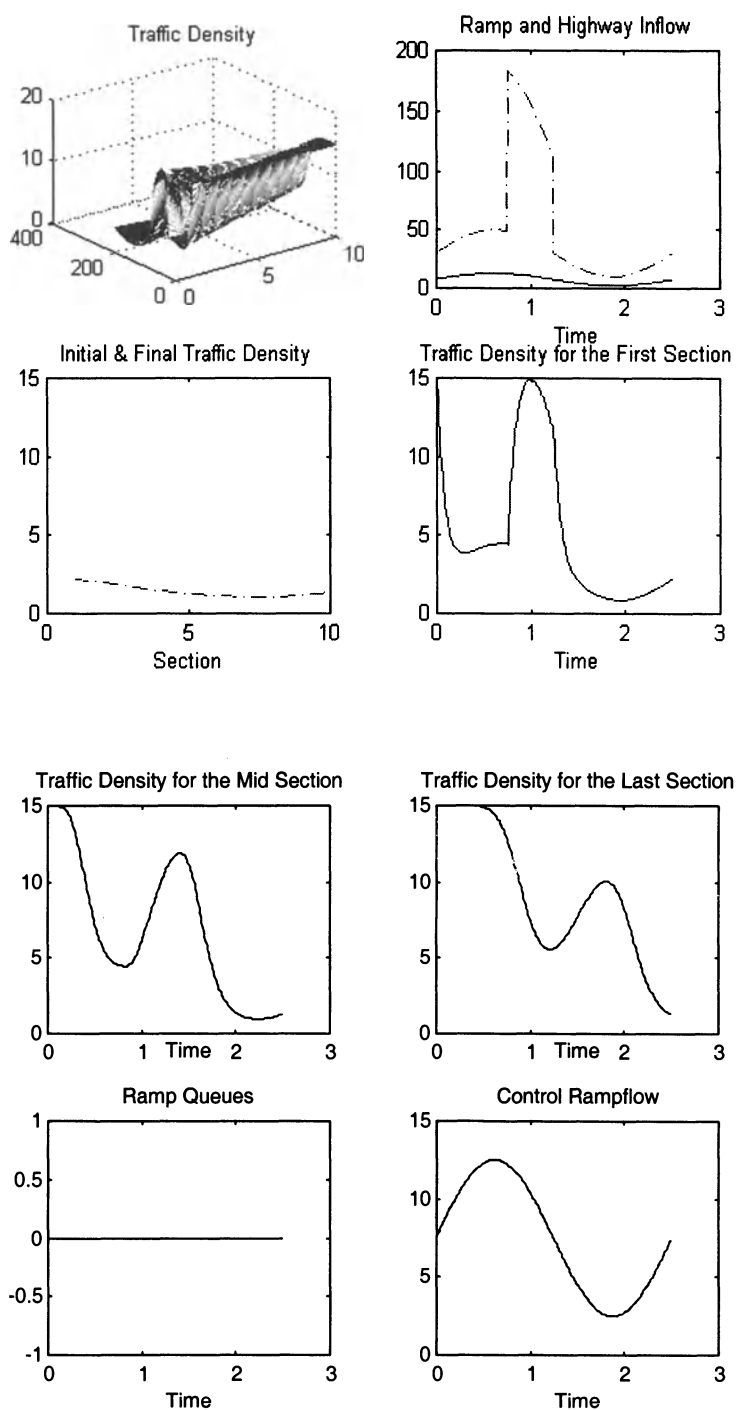 Traffic Density
20
10
0
400
200
0
0
5
10
Ramp and Highway Inflow
200
150
100
50
0
0 1 2 3
Time
Initial & Final Traffic Density
15
10
5
0
0 5 10
Section
Traffic Density for the First Section
15
10
5
0
0 1 2 3
Time
Traffic Density for the Mid Section
15
10
5
0
0 1 Time 2 3
Traffic Density for the Last Section
15
10
5
0
0 1 Time 2 3
Ramp Queues
1
0.5
0
-0.5
-1
0 1 2 3
Time
Control Rampflow
15
10
5
0
0 1 2 3
Time